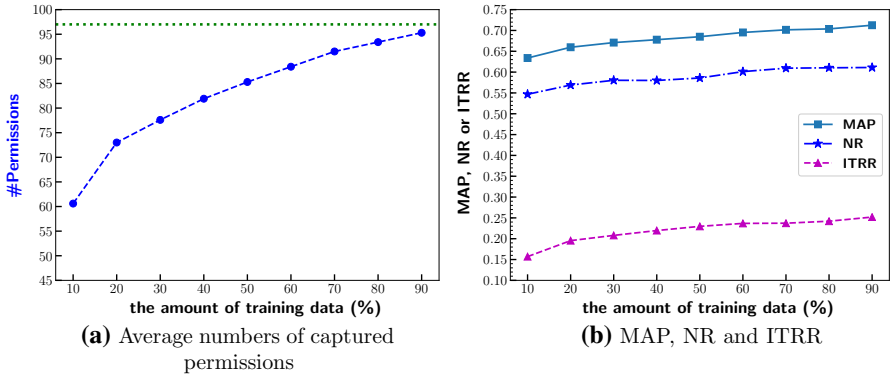 100
95
90
85
80
75
70
65
60
55
50
45
#Permissions
10 20 30 40 50 60 70 80 90
the amount of training data (%)
(a) Average numbers of captured
permissions
0.75
0.70
0.65
0.60
0.55
0.50
0.45
0.40
0.35
0.30
0.25
0.20
0.15
0.10
MAP, NR or ITRR
MAP
NR
ITRR
10 20 30 40 50 60 70 80 90
the amount of training data (%)
(b) MAP, NR and ITRR